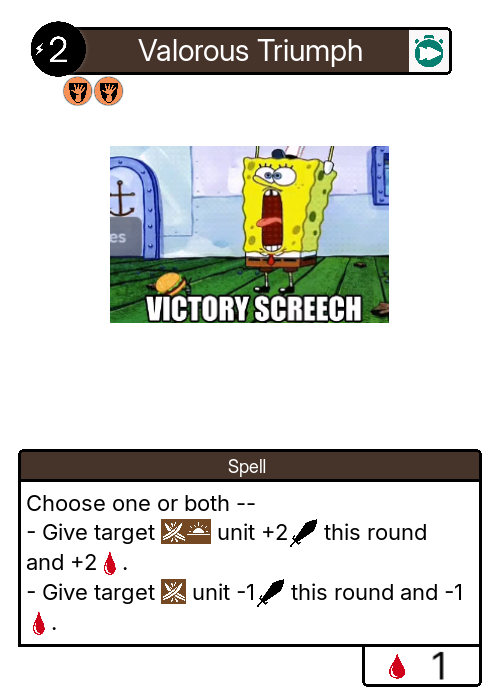 2
Valorous Triumph
es
VICTORY SCREECH
Spell
Choose one or both --
- Give target unit +2 this round
and +2 .
- Give target unit -1 this round and -1
.
1